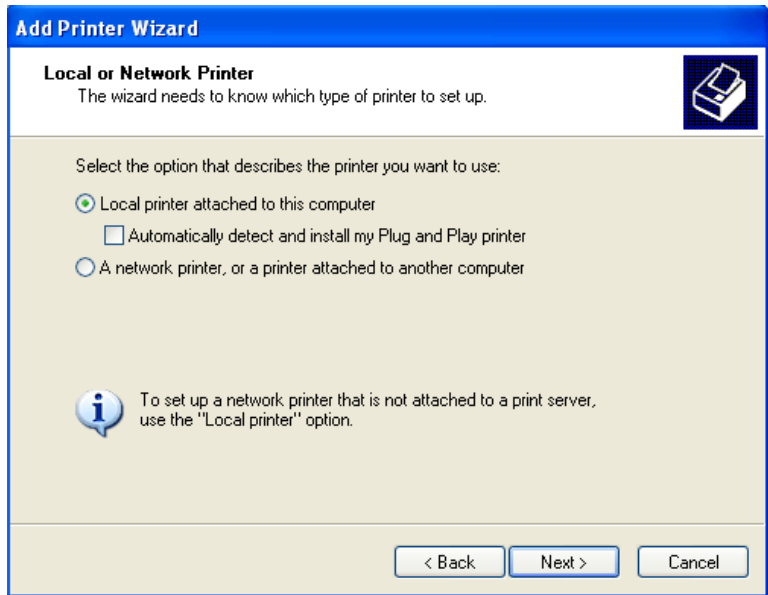 Add Printer Wizard
Local or Network Printer
The wizard needs to know which type of printer to set up.
Select the option that describes the printer you want to use:
Local printer attached to this computer
Automatically detect and install my Plug and Play printer
A network printer, or a printer attached to another computer
To set up a network printer that is not attached to a print server,
use the "Local printer" option.
< Back
Next >
Cancel